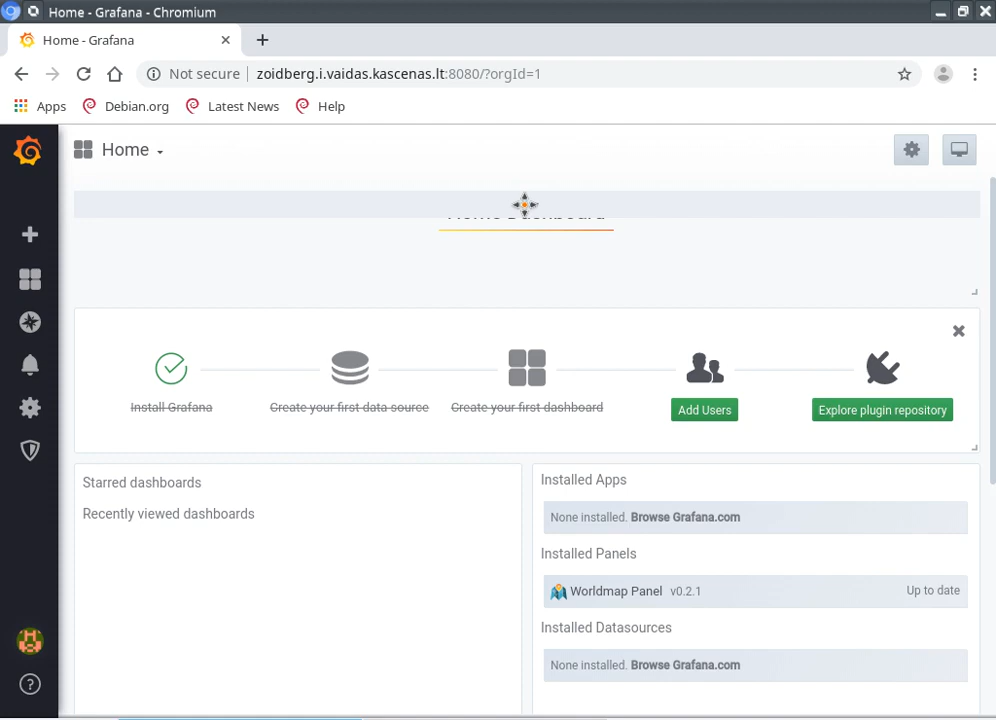 Home - Grafana - Chromium
Home - Grafana
Not secure zoidberg.i.vaidas.kascenas.lt:8080/?orgId=1
Apps Debian.org Latest News Help
Home
Home Dashboard
Install Grafana Create your first data source Create your first dashboard Add Users Explore plugin repository
Starred dashboards
Recently viewed dashboards
Installed Apps
None installed. Browse Grafana.com
Installed Panels
Worldmap Panel v0.2.1 Up to date
Installed Datasources
None installed. Browse Grafana.com